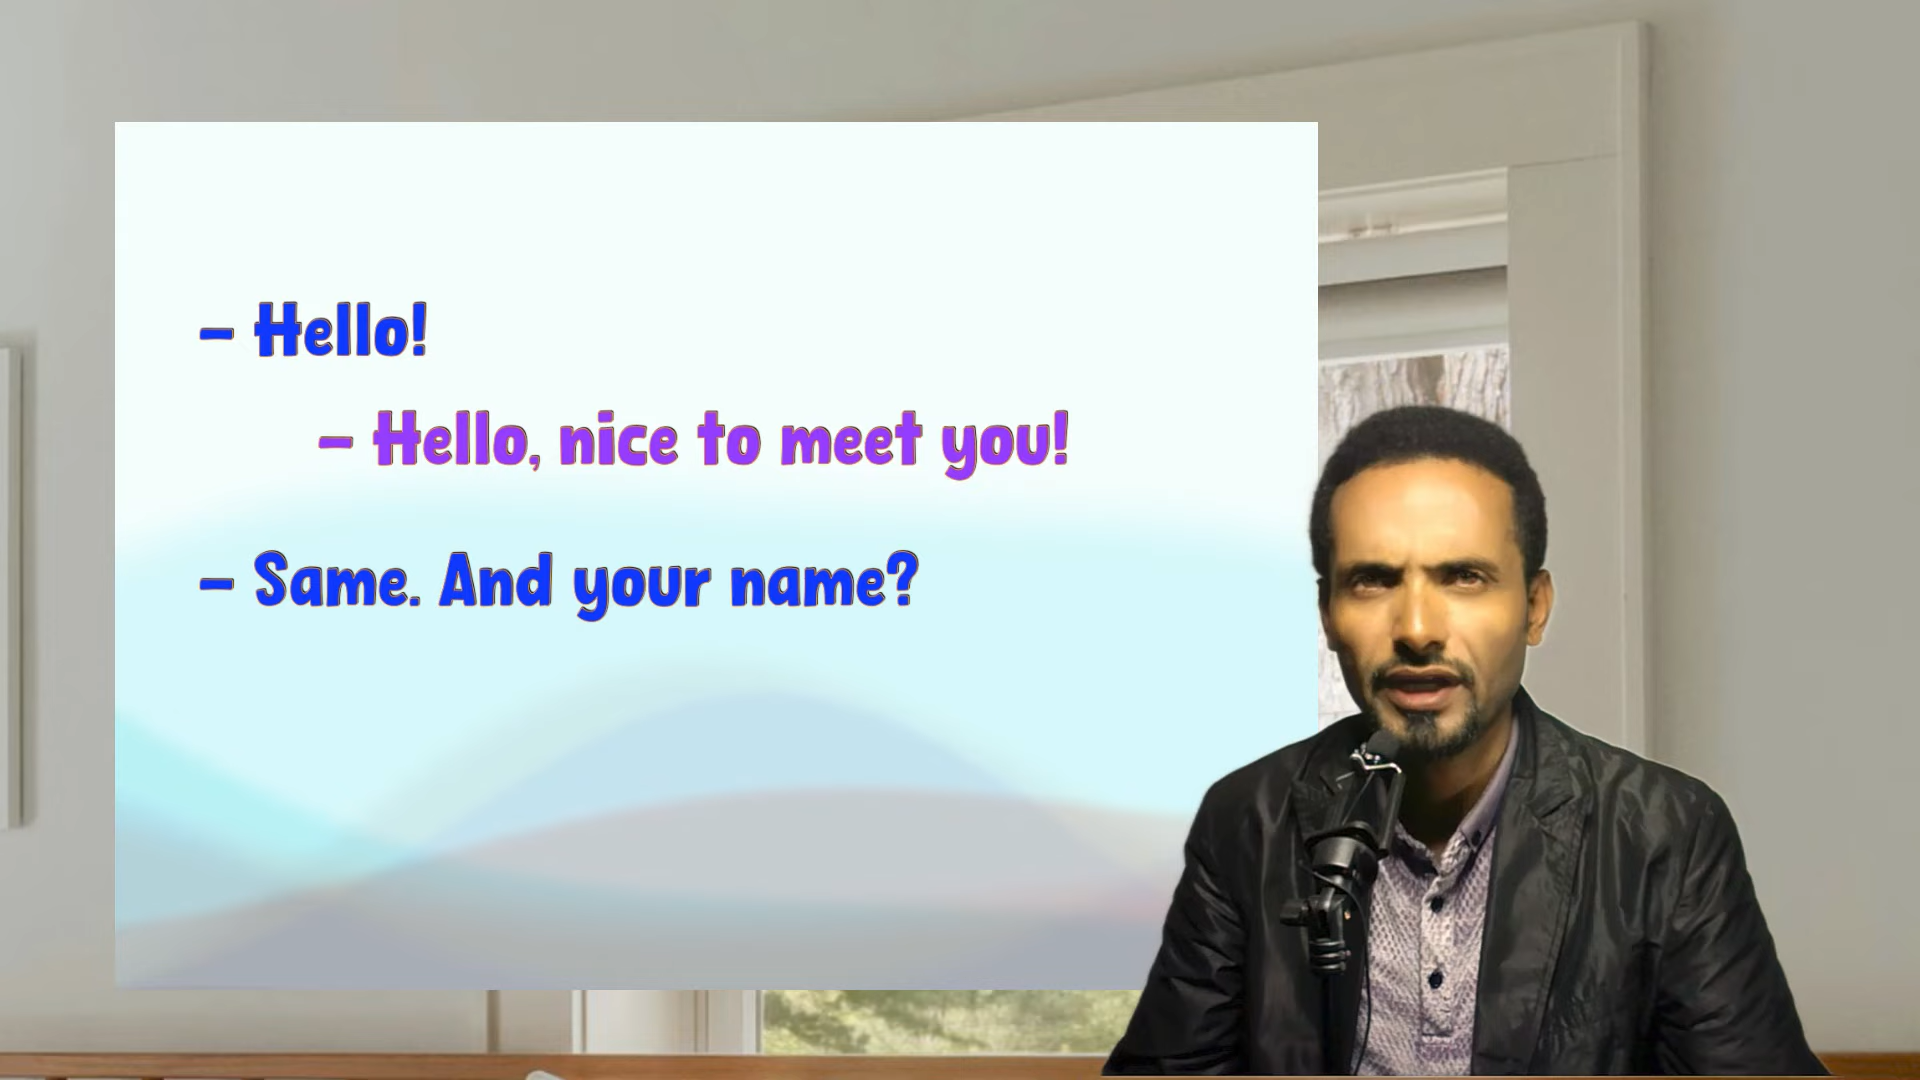 – Hello!
– Hello, nice to meet you!
– Same. And your name?